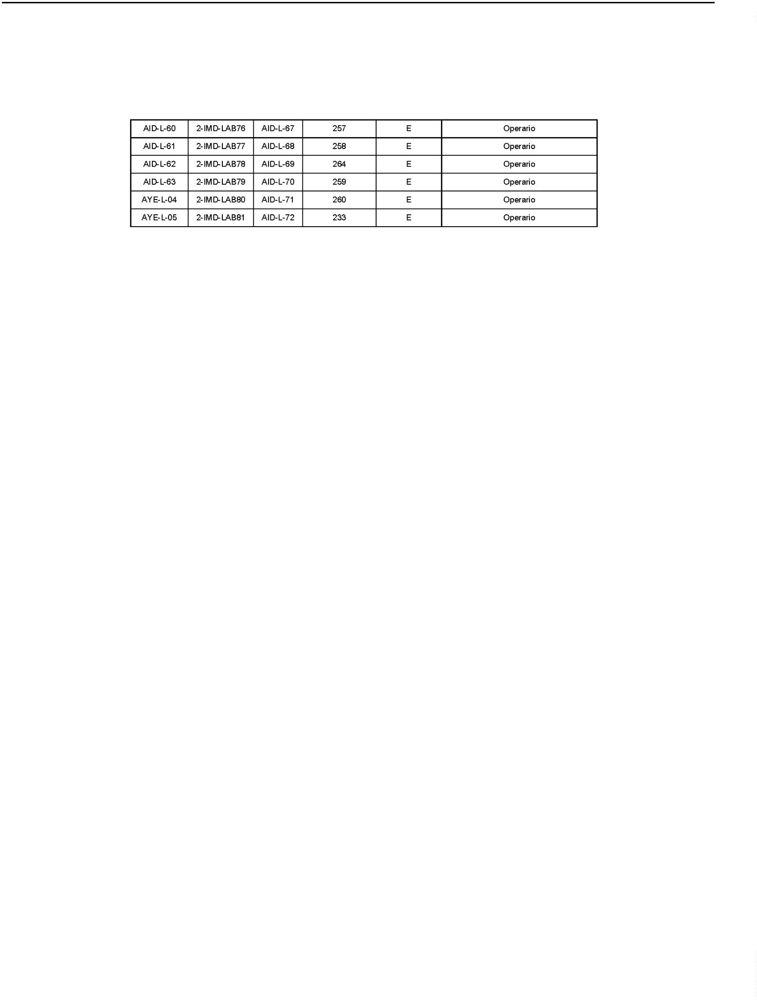 AID-L-60 2-IMD-LAB76 AID-L-67 257 E Operario
AID-L-61 2-IMD-LAB77 AID-L-68 258 E Operario
AID-L-62 2-IMD-LAB78 AID-L-69 264 E Operario
AID-L-63 2-IMD-LAB79 AID-L-70 259 E Operario
AYE-L-04 2-IMD-LAB80 AID-L-71 260 E Operario
AYE-L-05 2-IMD-LAB81 AID-L-72 233 E Operario